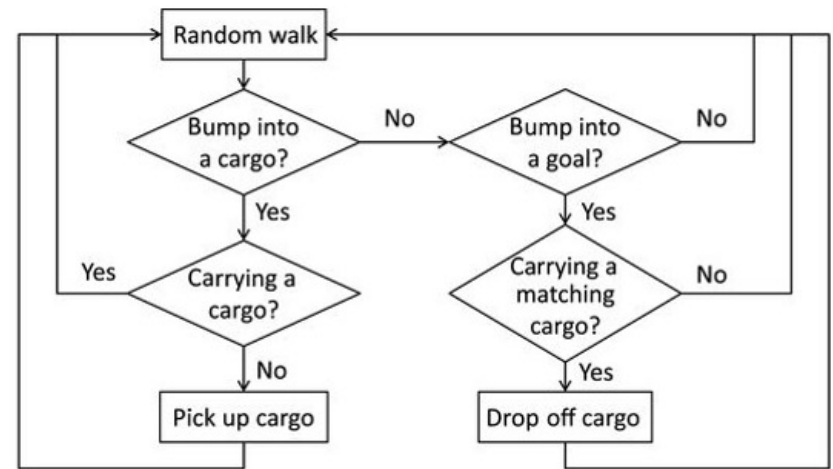 Random walk
Bump into
a cargo?
No
Bump into
a goal?
No
Yes
Yes
Yes
Carrying a
cargo?
Carrying a
matching
cargo?
No
No
Yes
Pick up cargo
Drop off cargo